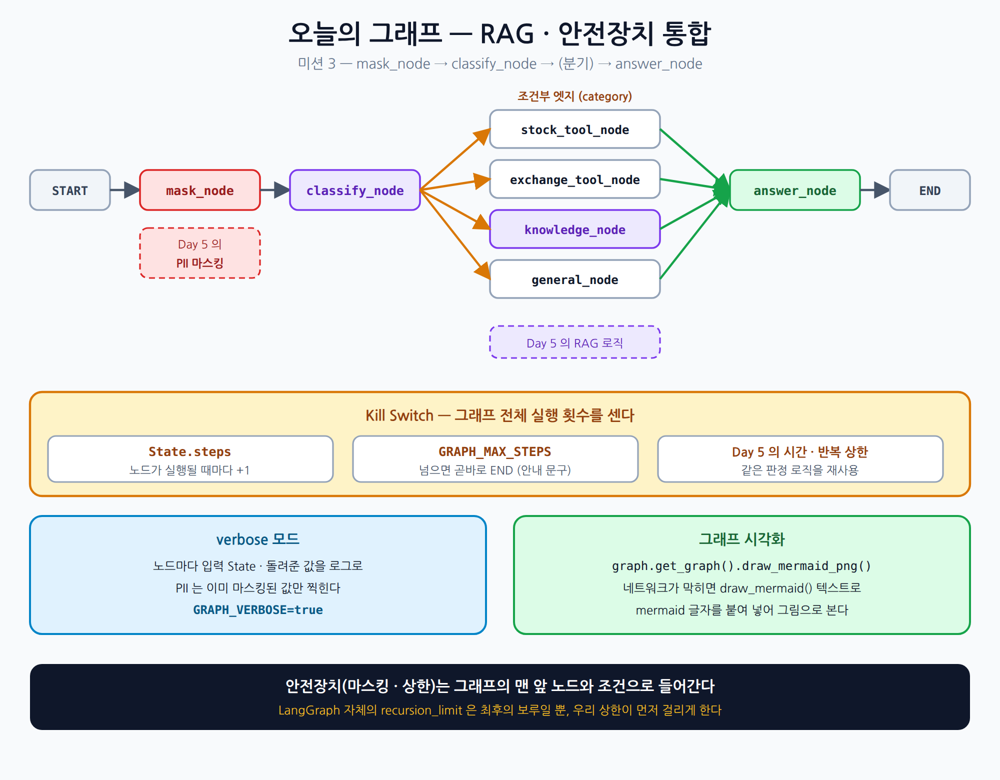 오늘의 그래프 — RAG · 안전장치 통합
미션 3 — mask_node → classify_node → (분기) → answer_node
조건부 엣지 (category)
stock_tool_node
exchange_tool_node
START
mask_node
classify_node
answer_node
END
knowledge_node
general_node
Day 5 의
PII 마스킹
Day 5 의 RAG 로직
Kill Switch — 그래프 전체 실행 횟수를 센다
State.steps
노드가 실행될 때마다 +1
GRAPH_MAX_STEPS
넘으면 곧바로 END (안내 문구)
Day 5 의 시간 · 반복 상한
같은 판정 로직을 재사용
verbose 모드
노드마다 입력 State · 돌려준 값을 로그로
PII 는 이미 마스킹된 값만 찍힌다
GRAPH_VERBOSE=true
그래프 시각화
graph.get_graph().draw_mermaid_png()
네트워크가 막히면 draw_mermaid() 텍스트로
mermaid 글자를 붙여 넣어 그림으로 본다
안전장치(마스킹 · 상한)는 그래프의 맨 앞 노드와 조건으로 들어간다
LangGraph 자체의 recursion_limit 은 최후의 보루일 뿐, 우리 상한이 먼저 걸리게 한다